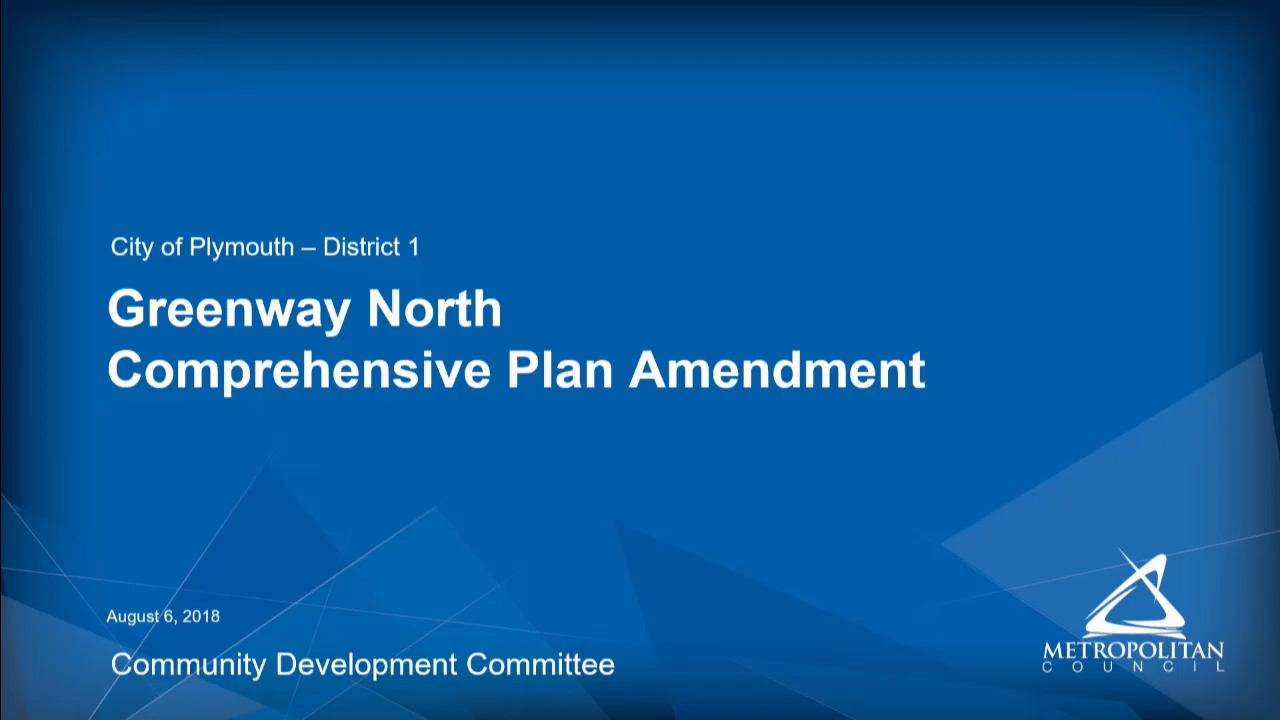 City of Plymouth – District 1
Greenway North
Comprehensive Plan Amendment
August 6, 2018
Community Development Committee
METROPOLITAN
COUNCIL